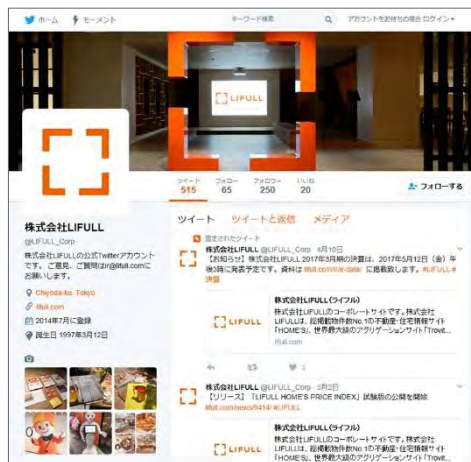 ホーム モーメント キーワード検索 アカウントをお持ちの場合 ログイン
LIFULL
ツイート フォロー フォロワー いいね
515 65 250 20
フォローする
株式会社LIFULL
@LIFULL_Corp
株式会社LIFULLの公式Twitterアカウント
です。ご意見、ご質問はir@lifull.comに
お願いします。
Chiyoda-ku, Tokyo
lifull.com
2014年7月に登録
誕生日 1997年3月12日
ツイート ツイートと返信 メディア
固定されたツイート
株式会社LIFULL @LIFULL_Corp 4月10日
【お知らせ】株式会社LIFULL 2017年3月期の決算は、2017年5月12日（金）午
後3時に発表予定です。資料は lifull.com/ir/ir-data/ に掲載致します。#LIFULL #
決算
LIFULL
株式会社LIFULL(ライフル)
株式会社LIFULLのコーポレートサイトです。株式会社
LIFULLは、総掲載物件数No.1の不動産・住宅情報サイト
「HOME'S」、世界最大級のアグリゲーションサイト「Trovit...
lifull.com
2
株式会社LIFULL @LIFULL_Corp 5月2日
【リリース】「LIFULL HOME'S PRICE INDEX」試験版の公開を開始
lifull.com/news/9414/ #LIFULL
LIFULL
株式会社LIFULL(ライフル)
株式会社LIFULLのコーポレートサイトです。株式会社
LIFULLは、総掲載物件数No.1の不動産・住宅情報サイト
「HOME'S」、世界最大級のアグリゲーションサイト「Trovit...